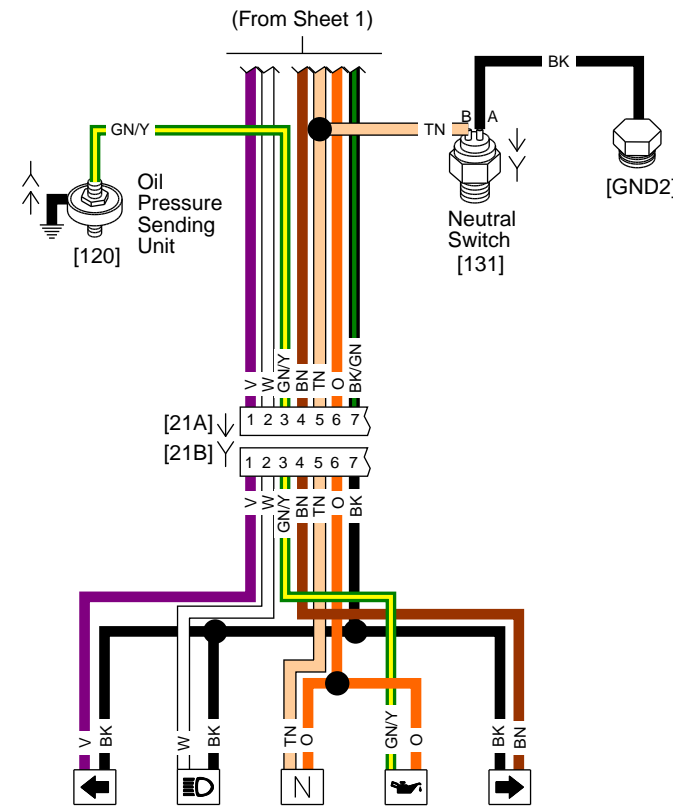 (From Sheet 1)
BK
B A
GN/Y
TN
[GND2]
Oil
Pressure
Sending
Unit
[120]
Neutral
Switch
[131]
V W GN/Y BN TN O BK/GN
[21A] 1 2 3 4 5 6 7
[21B] 1 2 3 4 5 6 7
V W GN/Y BN TN O BK
V BK W BK TN O GN/Y O BK BN
N